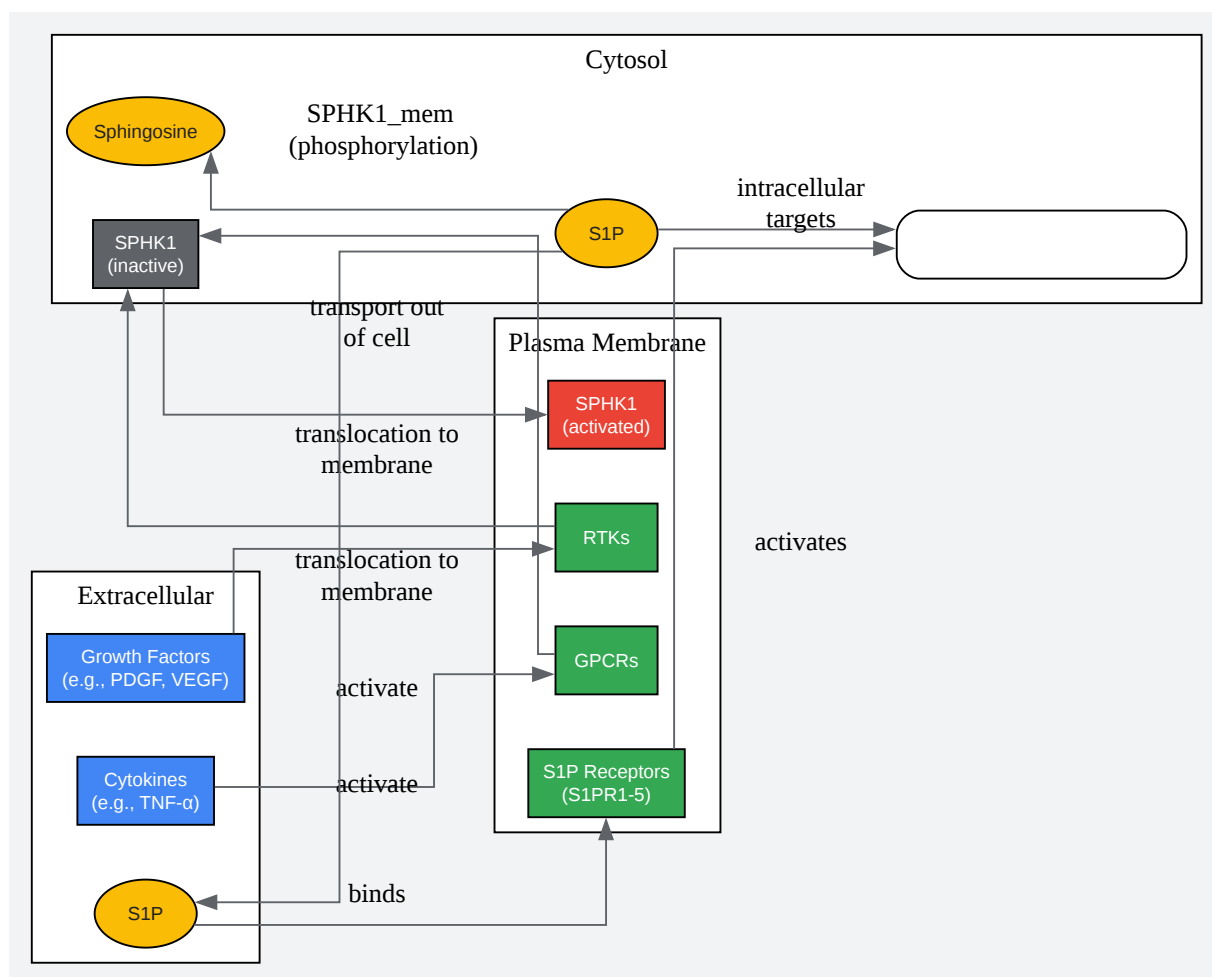 Cytosol
Sphingosine
SPHK1_mem
(phosphorylation)
intracellular
targets
S1P
SPHK1
(inactive)
transport out
of cell
Plasma Membrane
SPHK1
(activated)
translocation to
membrane
RTKs
activates
translocation to
membrane
Extracellular
Growth Factors
(e.g., PDGF, VEGF)
GPCRs
activate
Cytokines
(e.g., TNF-α)
activate
S1P Receptors
(S1PR1-5)
binds
S1P